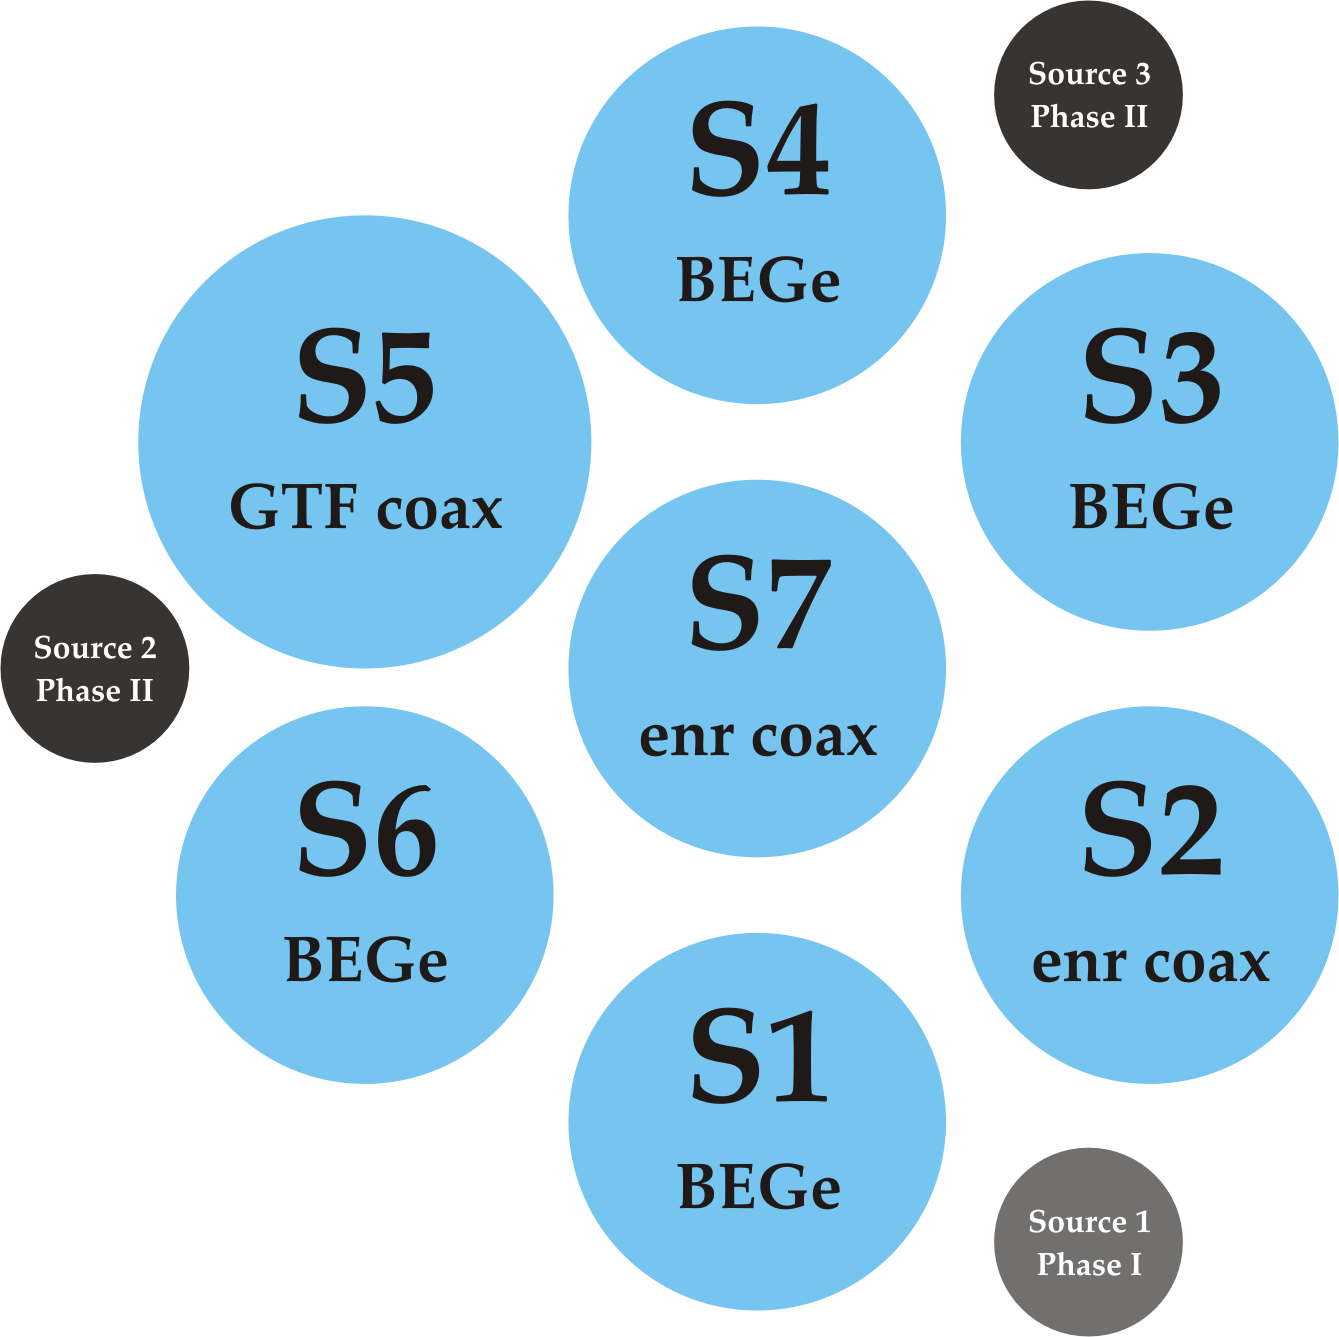 Source 3
Phase II
S4
BEGe
S5
GTF coax
S3
BEGe
S7
enr coax
Source 2
Phase II
S6
BEGe
S2
enr coax
S1
BEGe
Source 1
Phase I